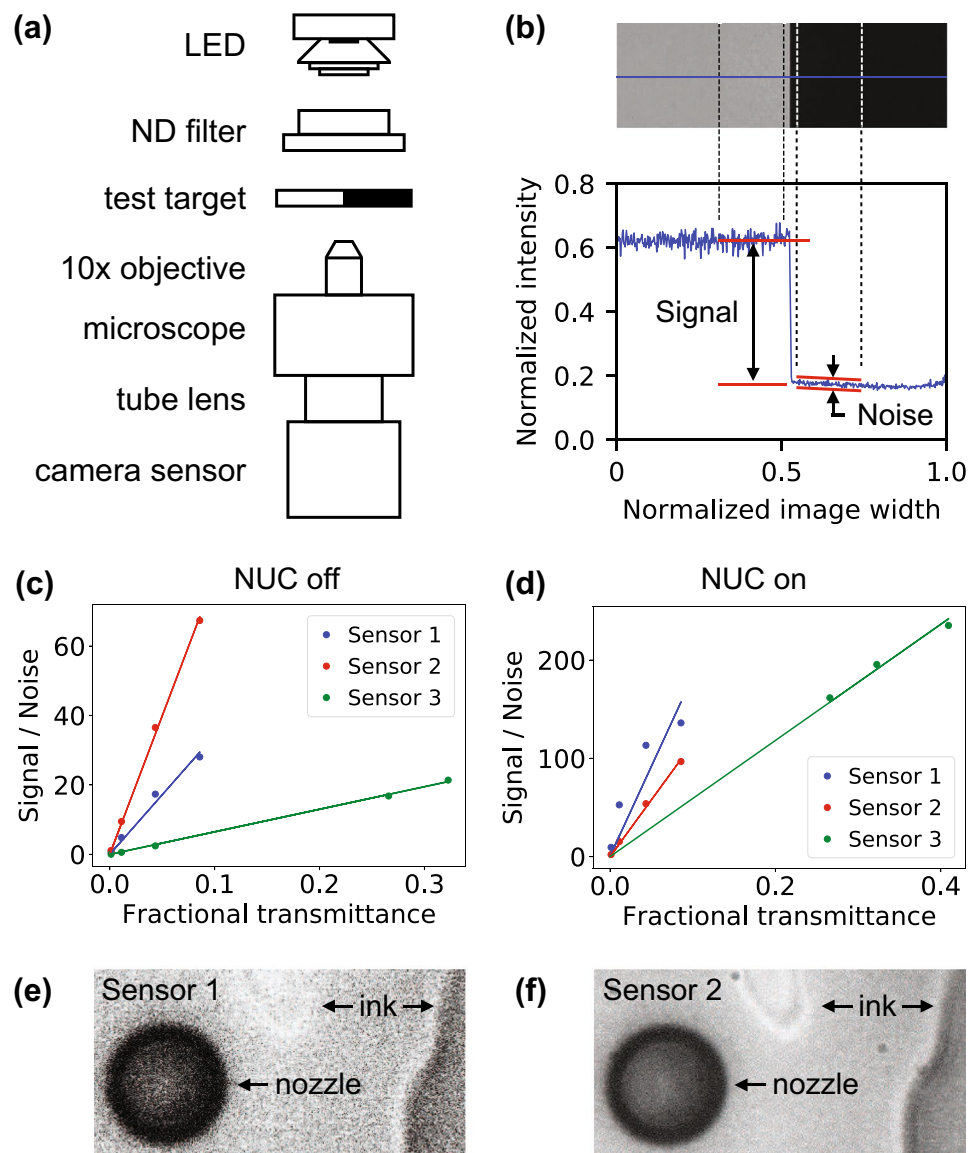 (a)
LED
ND filter
test target
10x objective
microscope
tube lens
camera sensor
(b)
Normalized intensity
0.8
0.6
0.4
0.2
0.0
Signal
Noise
0
0.5
1.0
Normalized image width
(c)
NUC off
Signal / Noise
60
40
20
0
Sensor 1
Sensor 2
Sensor 3
0.0
0.1
0.2
0.3
Fractional transmittance
(d)
NUC on
Signal / Noise
200
100
0
Sensor 1
Sensor 2
Sensor 3
0.0
0.2
0.4
Fractional transmittance
(e)
Sensor 1
ink
nozzle
(f)
Sensor 2
ink
nozzle